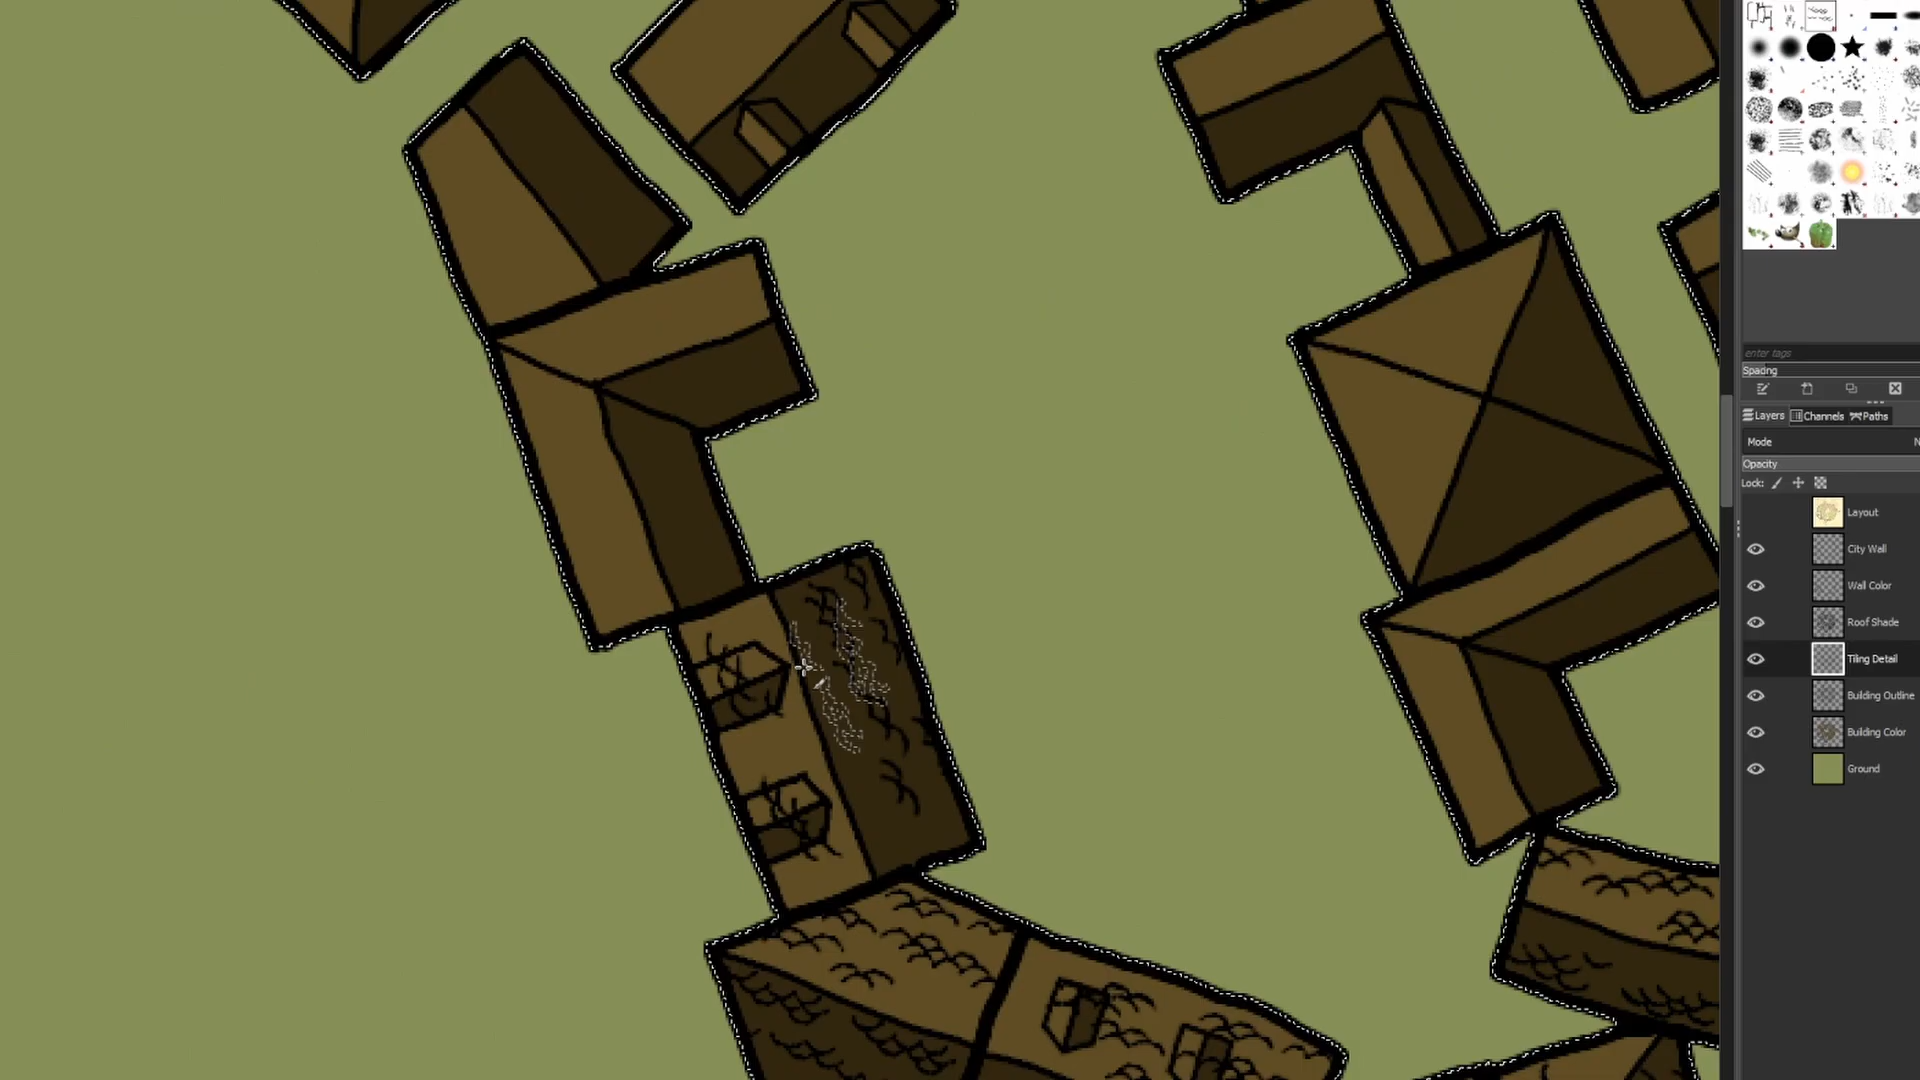 enter tags
Spacing
Layers Channels Paths
Mode N
Opacity
Lock:
Layout
City Wall
Wall Color
Roof Shade
Tiling Detail
Building Outline
Building Color
Ground